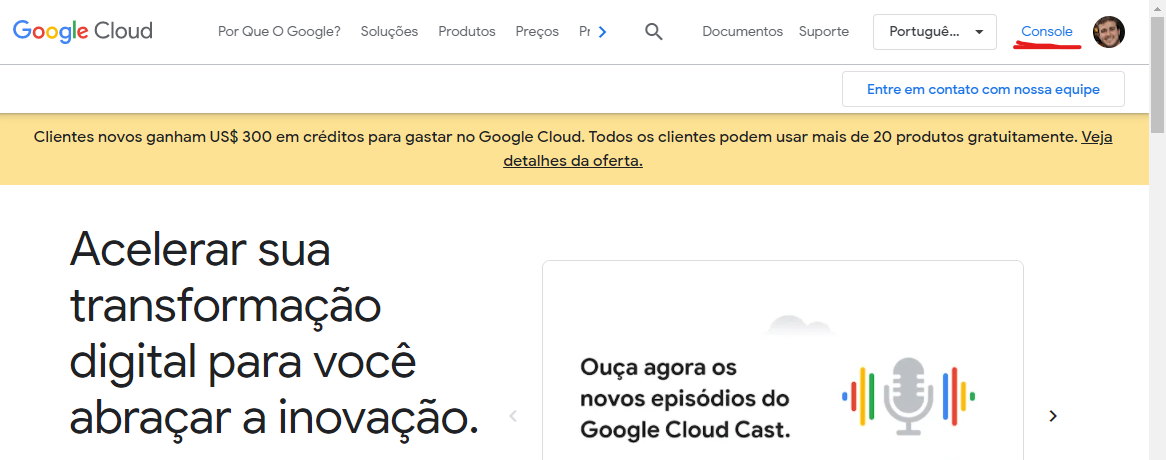 Google Cloud Por Que O Google? Soluções Produtos Preços Pr Documentos Suporte Portuguê... Console
Entre em contato com nossa equipe
Clientes novos ganham US$ 300 em créditos para gastar no Google Cloud. Todos os clientes podem usar mais de 20 produtos gratuitamente. Veja
detalhes da oferta.
Acelerar sua
transformação
digital para você
abraçar a inovação.
Ouça agora os
novos episódios do
Google Cloud Cast.